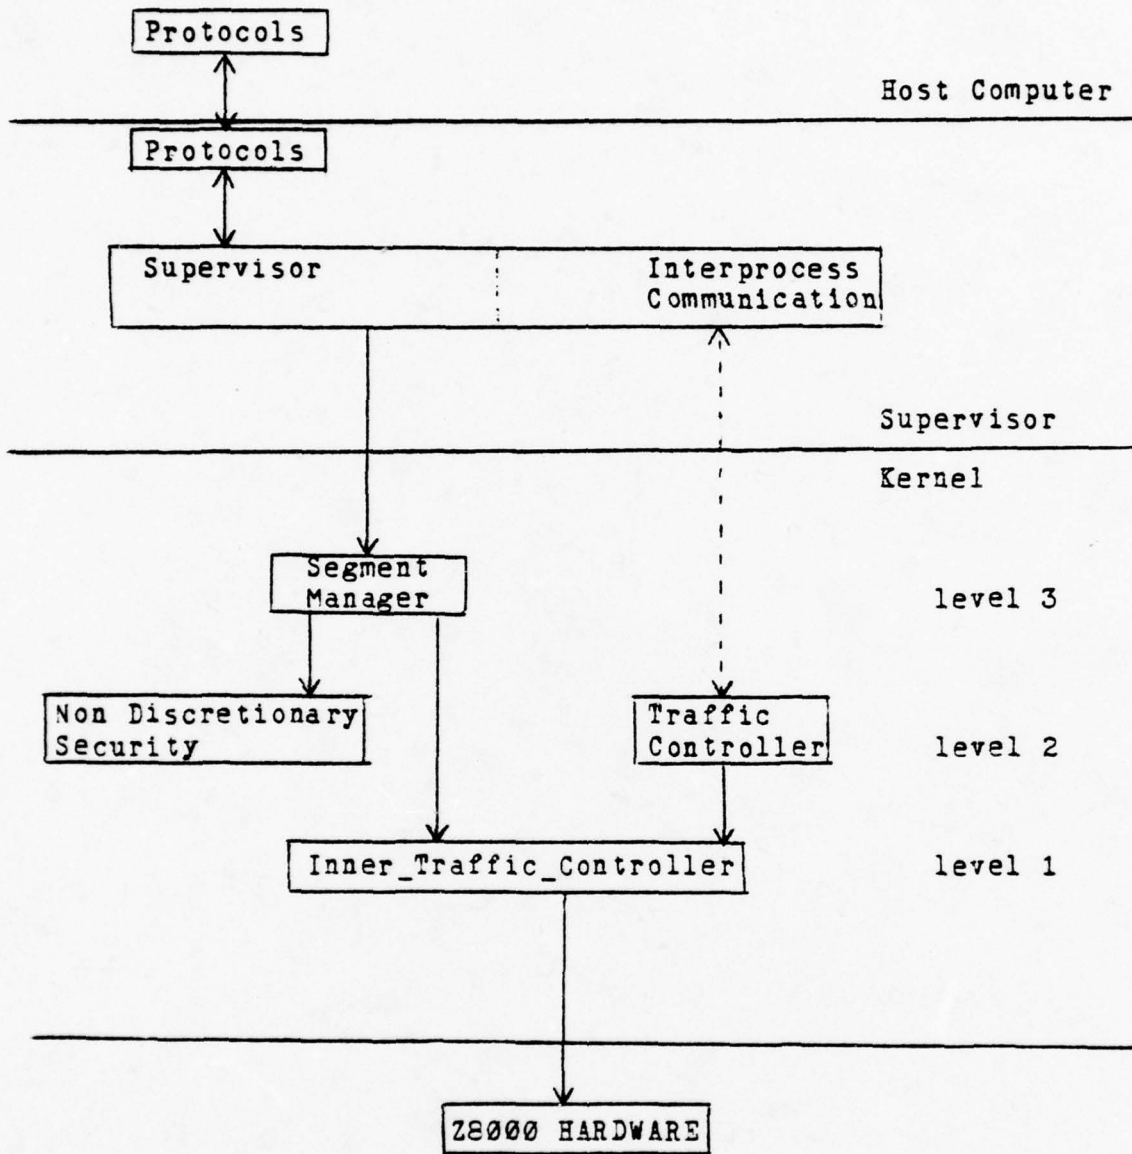 Protocols
Host Computer
Protocols
Supervisor
Interprocess
Communication
Supervisor
Kernel
Segment
Manager
level 3
Non Discretionary
Security
Traffic
Controller
level 2
Inner_Traffic_Controller
level 1
Z8000 HARDWARE